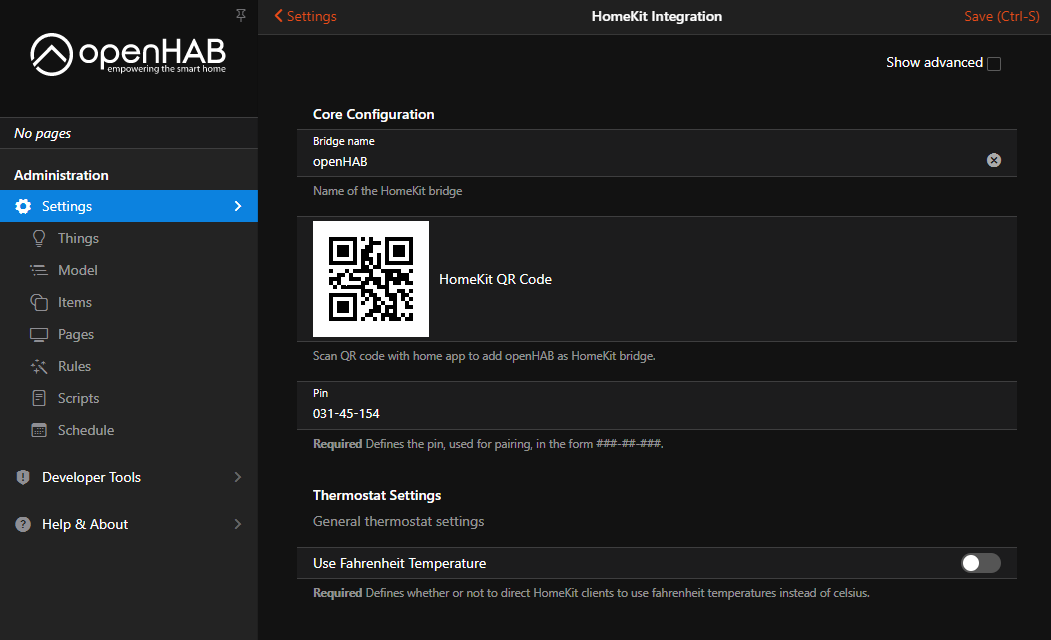 Settings
HomeKit Integration
Save (Ctrl-S)
openHAB
empowering the smart home
Show advanced
No pages
Administration
Settings
Things
Model
Items
Pages
Rules
Scripts
Schedule
Developer Tools
Help & About
Core Configuration
Bridge name
openHAB
Name of the HomeKit bridge
HomeKit QR Code
Scan QR code with home app to add openHAB as HomeKit bridge.
Pin
031-45-154
Required Defines the pin, used for pairing, in the form ###-##-###.
Thermostat Settings
General thermostat settings
Use Fahrenheit Temperature
Required Defines whether or not to direct HomeKit clients to use fahrenheit temperatures instead of celsius.